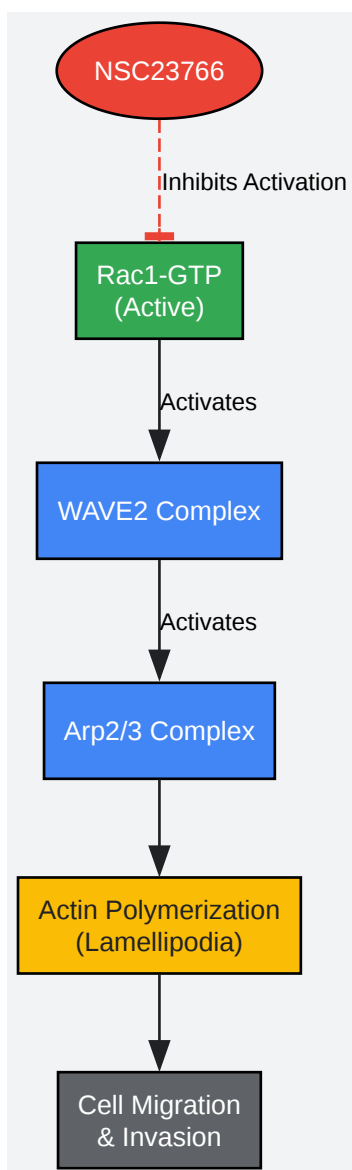 NSC23766
Inhibits Activation
Rac1-GTP
(Active)
Activates
WAVE2 Complex
Activates
Arp2/3 Complex
Actin Polymerization
(Lamellipodia)
Cell Migration
& Invasion